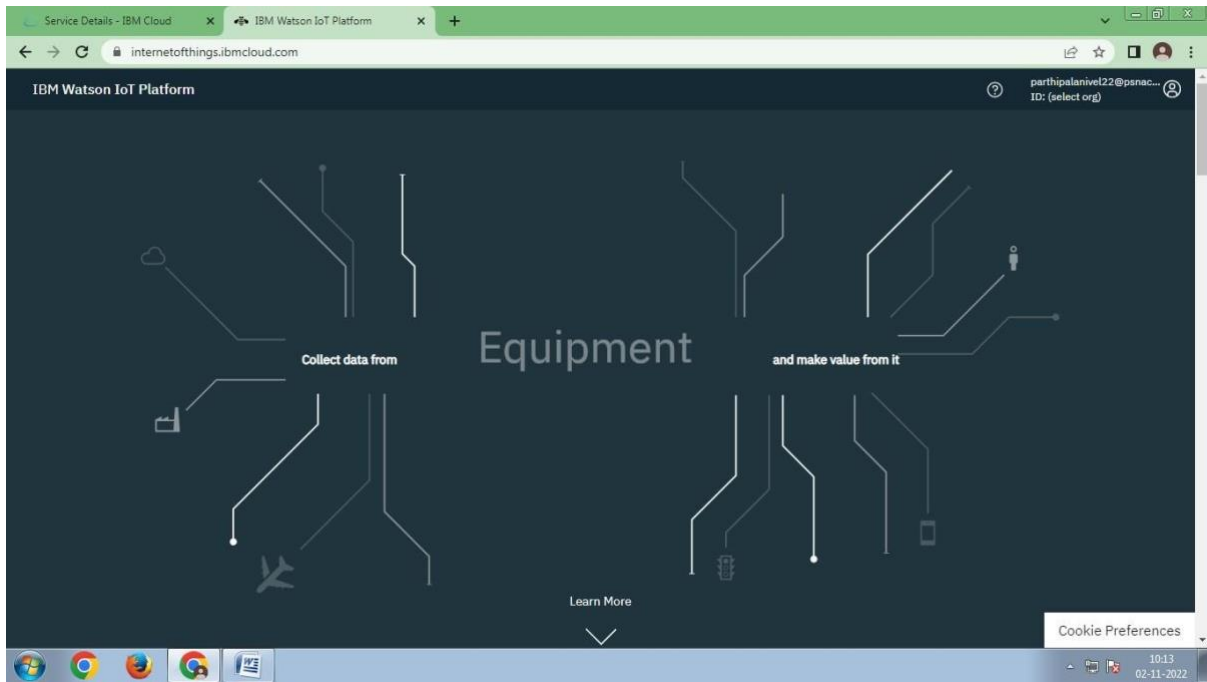 Service Details - IBM Cloud
IBM Watson IoT Platform
internetofthings.ibmcloud.com
IBM Watson IoT Platform
parthipalanivel22@psnac...
ID: (select org)
Collect data from
Equipment
and make value from it
Learn More
Cookie Preferences
10:13
02-11-2022